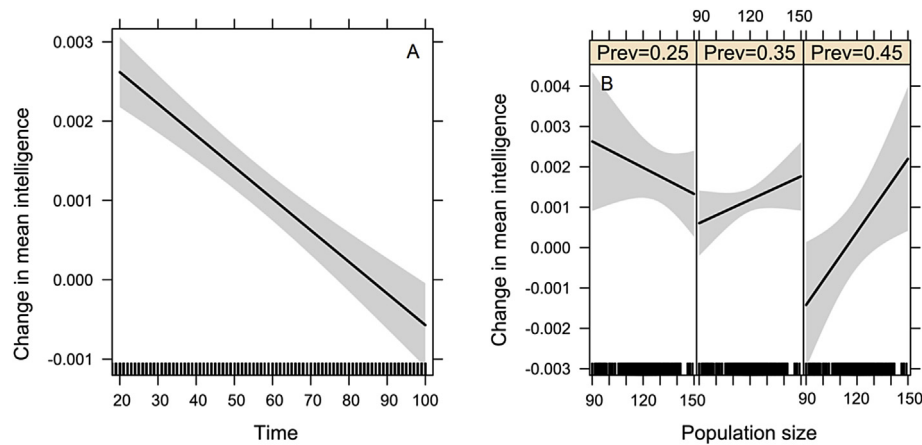 A
Change in mean intelligence
0.003
0.002
0.001
0.000
-0.001
20 30 40 50 60 70 80 90 100
Time
90 120 150
Prev=0.25 Prev=0.35 Prev=0.45
B
Change in mean intelligence
0.004
0.003
0.002
0.001
0.000
-0.001
-0.002
-0.003
90 120 150 90 120 150
Population size